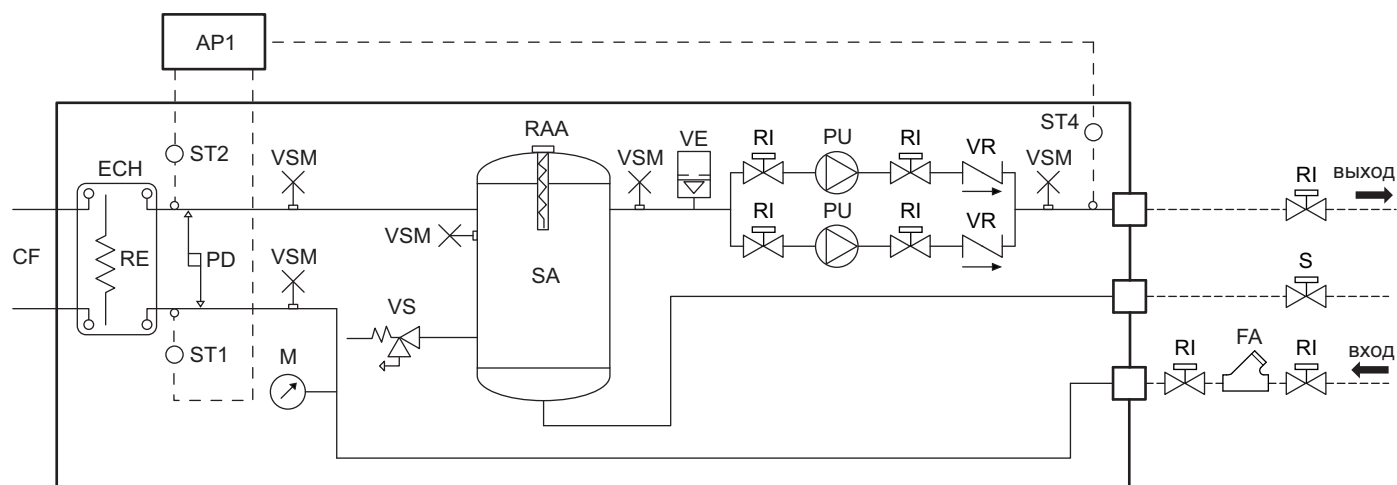 AP1
ST4
RAA
VE
RI
PU
RI
VR
ST2
VSM
VSM
VSM
ECH
RI
выход
VSM
RI
PU
RI
VR
CF
RE
PD
VSM
SA
S
VS
ST1
M
RI
FA
RI
вход